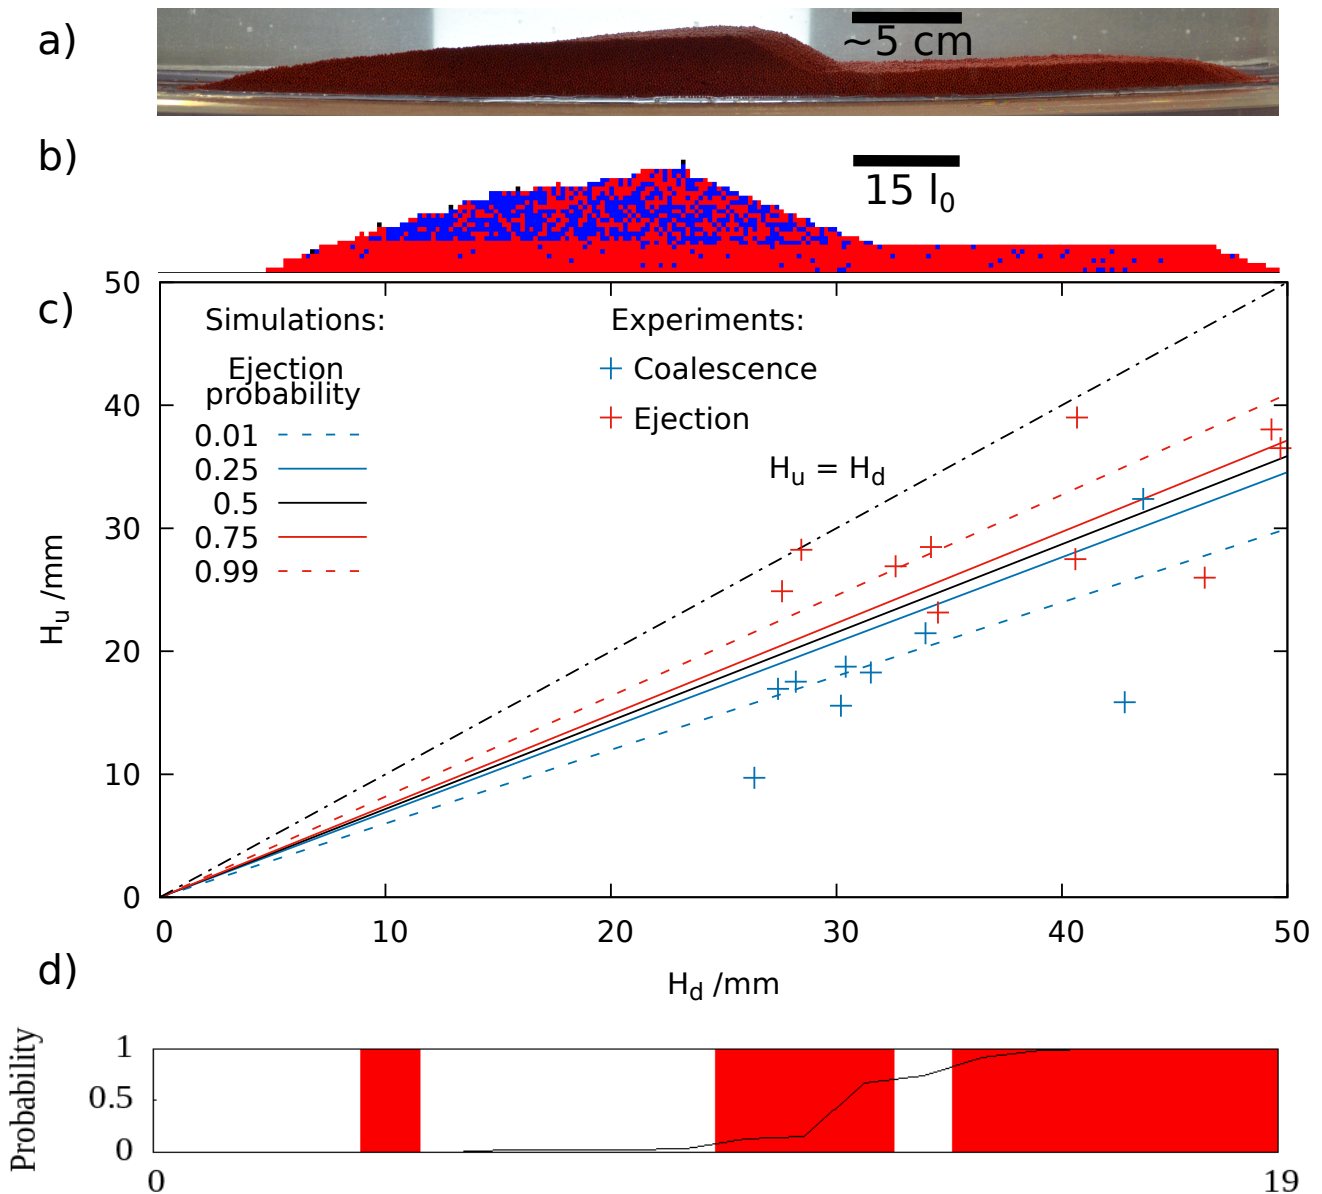 a)
~5 cm
b)
15 l0
c)
50
40
30
20
10
0
Hu /mm
Simulations:
Ejection
probability
0.01
0.25
0.5
0.75
0.99
Experiments:
Coalescence
Ejection
Hu = Hd
0 10 20 30 40 50
Hd /mm
d)
Probability
1
0.5
0
0 19